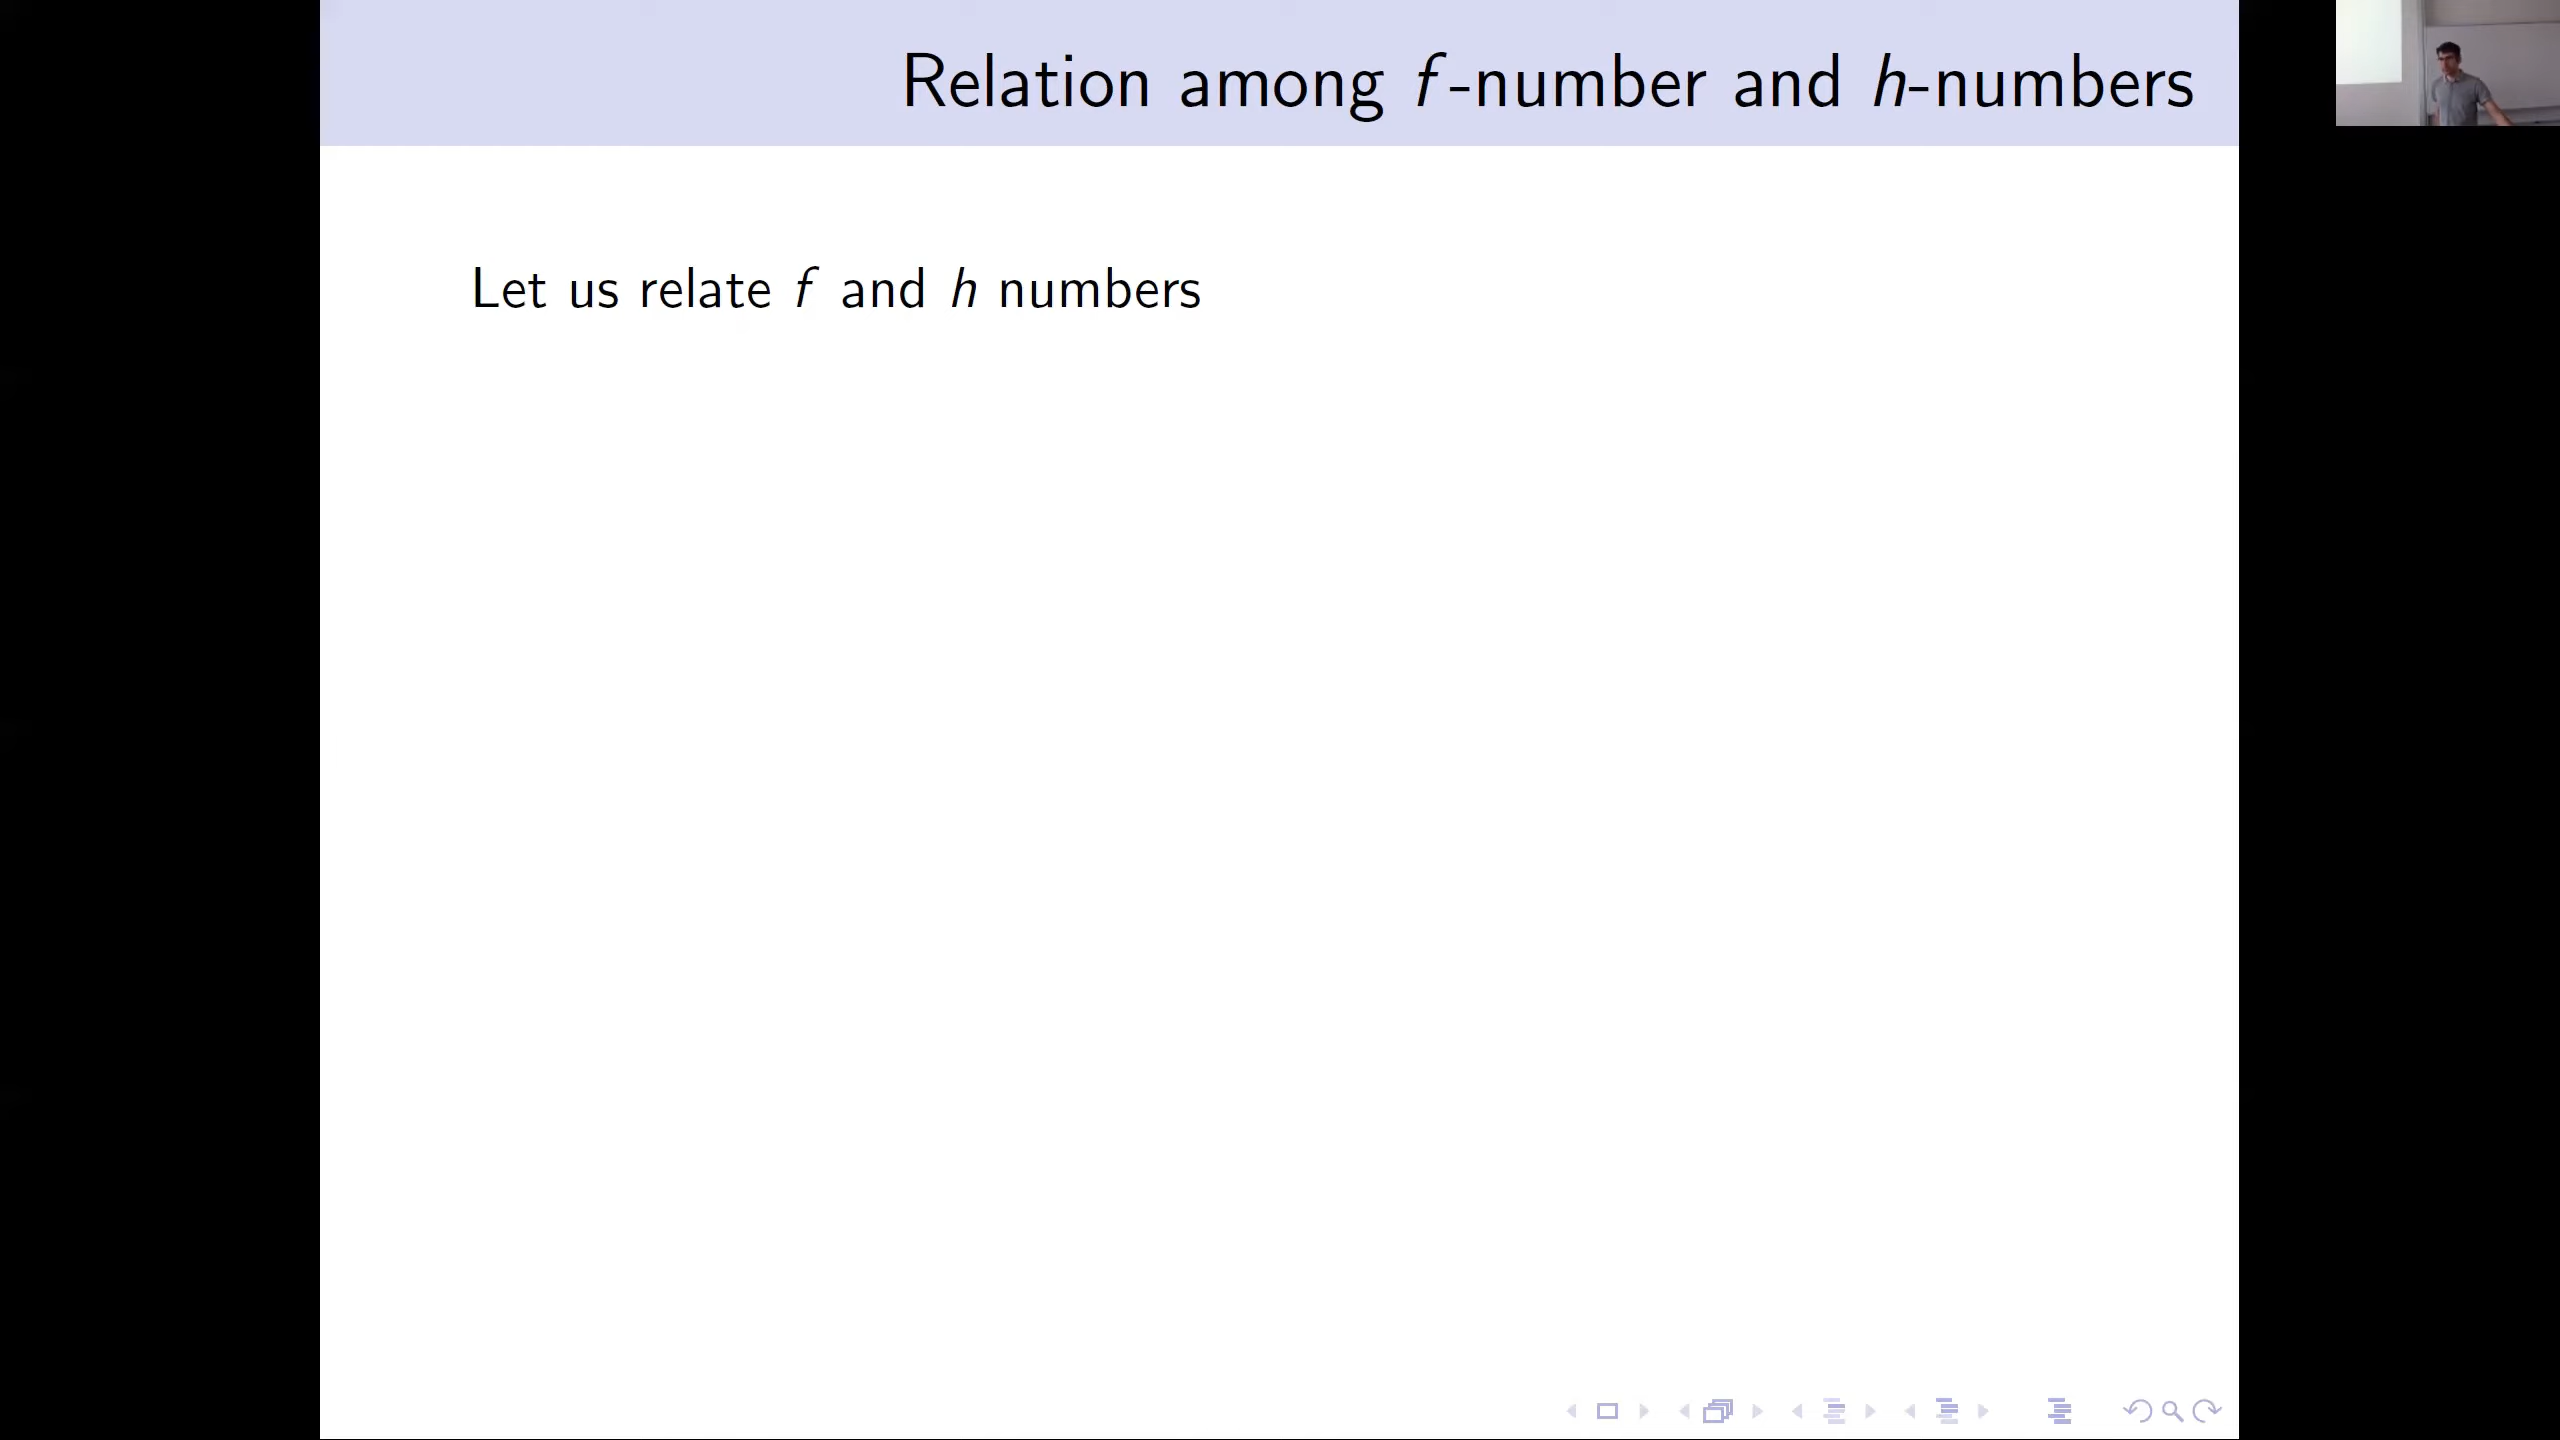 Relation among f-number and h-numbers
Let us relate f and h numbers